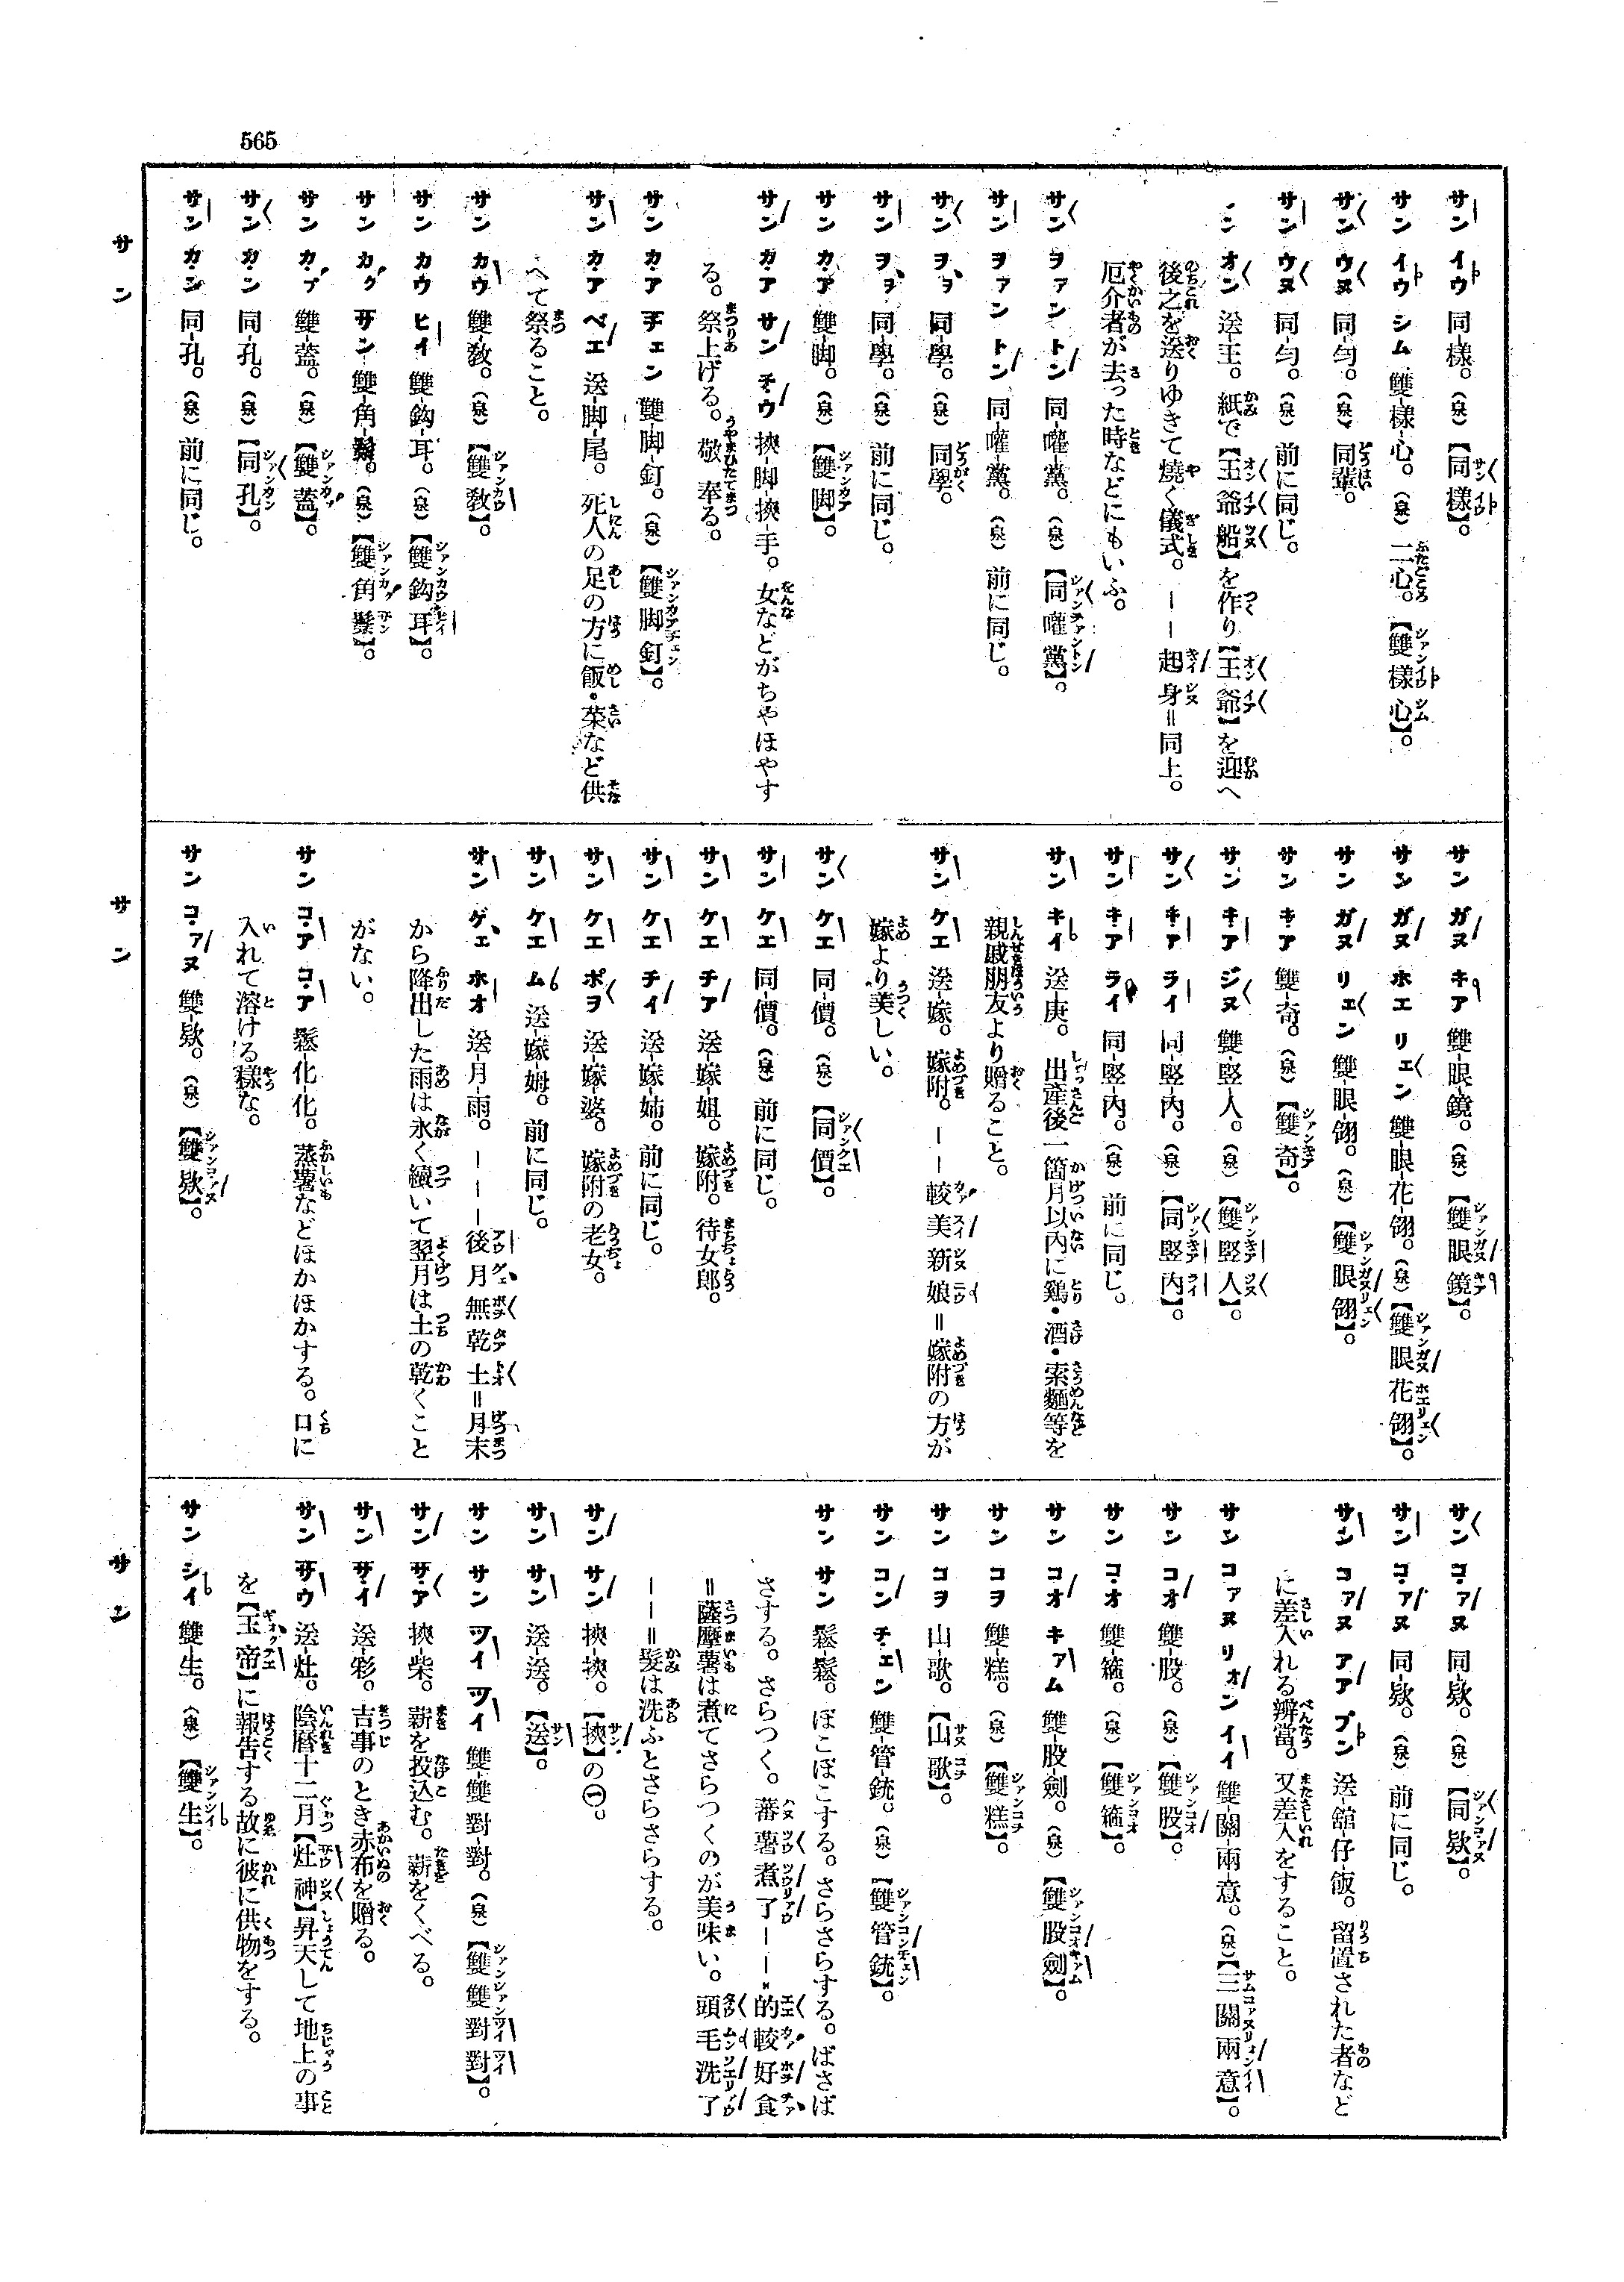 565
サン イウ 同-樣。（泉）【同樣】。
サン イウ シム 雙-樣-心。（泉）二心。【雙樣心】。
サン ウヌ 同-勻。（泉）同輩。
サン ウヌ 同-勻。（泉）前に同じ。
ン オン 送-王。紙で【王爺船】を作り【王爺】を迎へ
後之を送りゆきて燒く儀式。――起身＝同上。
厄介者が去った時などにもいふ。
サン ヲァン トン 同-嚾-黨。（泉）【同嚾黨】。
サン ヲァン トン 同-嚾-黨。（泉）前に同じ。
サン ヲヲ 同-學。（泉）同學。
サン ヲヲ 同-學。（泉）前に同じ。
サン カア 雙-脚。（泉）【雙脚】。
サン カア サン チウ 挾-脚-挾-手。女などがちやほやす
る。祭上げる。敬奉る。
サン カア チェン 雙-脚-釘。（泉）【雙脚釘】。
サン カア ベエ 送-脚-尾。死人の足の方に飯・菜など供
へて祭ること。
サン カウ 雙-敎。（泉）【雙敎】。
サン カウ ヒイ 雙-鈎-耳。（泉）【雙鈎耳】。
サン カク サン 雙-角-鬃。（泉）【雙角鬃】。
サン カプ 雙-蓋。（泉）【雙蓋】。
サン カン 同-孔。（泉）【同孔】。
サン カン 同-孔。（泉）前に同じ。
サン ガヌ キア 雙-眼-鏡。（泉）【雙眼鏡】。
サン ガヌ ホエ リェン 雙-眼-花-翎。（泉）【雙眼花翎】。
サン ガヌ リェン 雙-眼-翎。（泉）【雙眼翎】。
サン キア 雙-奇。（泉）【雙奇】。
サン キア ジヌ 雙-竪-人。（泉）【雙竪人】。
サン キア ライ 同-竪-內。（泉）【同竪內】。
サン キア ライ 同-竪-內。（泉）前に同じ。
サン キイ 送-庚。出產後一箇月以內に鷄・酒・索麵等を
親戚朋友より贈ること。
サン ケエ 送-嫁。嫁附。――較美新娘＝嫁附の方が
嫁より美しい。
サン ケエ 同-價。（泉）【同價】。
サン ケエ 同-價。（泉）前に同じ。
サン ケエ チア 送-嫁-姐。嫁附。待女郎。
サン ケエ チイ 送-嫁-姉。前に同じ。
サン ケエ ポヲ 送-嫁-婆。嫁附の老女。
サン ケエ ム 送-嫁-姆。前に同じ。
サン ゲェ ホオ 送-月-雨。―――後月無乾土＝月末
から降出した雨は永く續いて翌月は土の乾くこと
がない。
サン コア コア 鬆-化-化。蒸薯などほかほかする。口に
入れて溶ける樣な。
サン コアヌ 雙-欵。（泉）【雙欵】。
サン コアヌ 同-欵。（泉）【同欵】。
サン コアヌ 同-欵。（泉）前に同じ。
サン コァヌ アア プン 送-舘-仔-飯。留置された者など
に差入れる辨當。又差入をすること。
サン コァヌ リォン イイ 雙-關-兩-意。（泉）【三關兩意】。
サン コオ 雙-股。（泉）【雙股】。
サン コオ 雙-箍。（泉）【雙箍】。
サン コオ キァム 雙-股-劍。（泉）【雙股劍】。
サン コヲ 雙-糕。（泉）【雙糕】。
サン コヲ 山-歌。【山歌】。
サン コン チェン 雙-管-銃。（泉）【雙管銃】。
サン サン 鬆-鬆。ぼこぼこする。さらさらする。ばさば
さする。さらつく。蕃薯煮了――的較好食
＝薩摩薯は煮てさらつくのが美味い。頭毛洗了
――＝髮は洗ふとさらさらする。
サン サン 挾-挾。【挾】の㊀。
サン サン 送-送。【送】。
サン サン ツイ ツイ 雙-雙-對-對。（泉）【雙雙對對】。
サン サア 挾-柴。薪を投込む。薪をくべる。
サン サイ 送-彩。吉事のとき赤布を贈る。
サン サウ 送-灶。陰曆十二月【灶神】昇天して地上の事
を【玉帝】に報吿する故に彼に供物をする。
サン シイ 雙-生。（泉）【雙生】。
サン
サン
サン